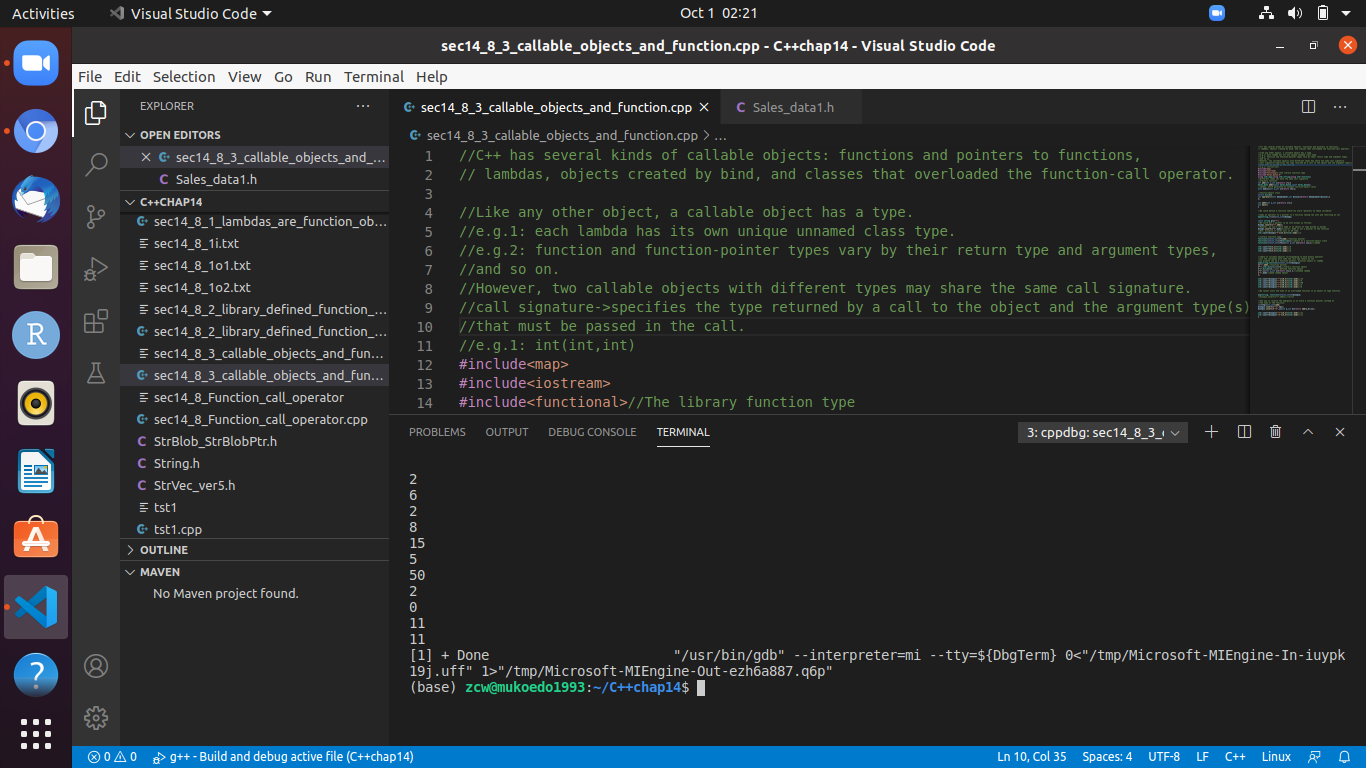 Activities
Visual Studio Code
Oct 1 02:21
sec14_8_3_callable_objects_and_function.cpp - C++chap14 - Visual Studio Code
File Edit Selection View Go Run Terminal Help
EXPLORER
OPEN EDITORS
sec14_8_3_callable_objects_and_...
Sales_data1.h
C++CHAP14
sec14_8_1_lambdas_are_function_ob...
sec14_8_1i.txt
sec14_8_1o1.txt
sec14_8_1o2.txt
sec14_8_2_library_defined_function_...
sec14_8_2_library_defined_function_...
sec14_8_3_callable_objects_and_fun...
sec14_8_3_callable_objects_and_fun...
sec14_8_Function_call_operator
sec14_8_Function_call_operator.cpp
StrBlob_StrBlobPtr.h
String.h
StrVec_ver5.h
tst1
tst1.cpp
OUTLINE
MAVEN
No Maven project found.
sec14_8_3_callable_objects_and_function.cpp
Sales_data1.h
sec14_8_3_callable_objects_and_function.cpp > ...
1 //C++ has several kinds of callable objects: functions and pointers to functions,
2 // lambdas, objects created by bind, and classes that overloaded the function-call operator.
3
4 //Like any other object, a callable object has a type.
5 //e.g.1: each lambda has its own unique unnamed class type.
6 //e.g.2: function and function-pointer types vary by their return type and argument types,
7 //and so on.
8 //However, two callable objects with different types may share the same call signature.
9 //call signature->specifies the type returned by a call to the object and the argument type(s)
10 //that must be passed in the call.
11 //e.g.1: int(int,int)
12 #include<map>
13 #include<iostream>
14 #include<functional>//The library function type
PROBLEMS OUTPUT DEBUG CONSOLE TERMINAL
3: cppdbg: sec14_8_3_
2
6
2
8
15
5
50
2
0
11
11
[1] + Done "/usr/bin/gdb" --interpreter=mi --tty=${DbgTerm} 0<"/tmp/Microsoft-MIEngine-In-iuypk
19j.uff" 1>"/tmp/Microsoft-MIEngine-Out-ezh6a887.q6p"
(base) zcw@mukoedo1993:~/C++chap14$
0 0 g++ - Build and debug active file (C++chap14)
Ln 10, Col 35 Spaces: 4 UTF-8 LF C++ Linux